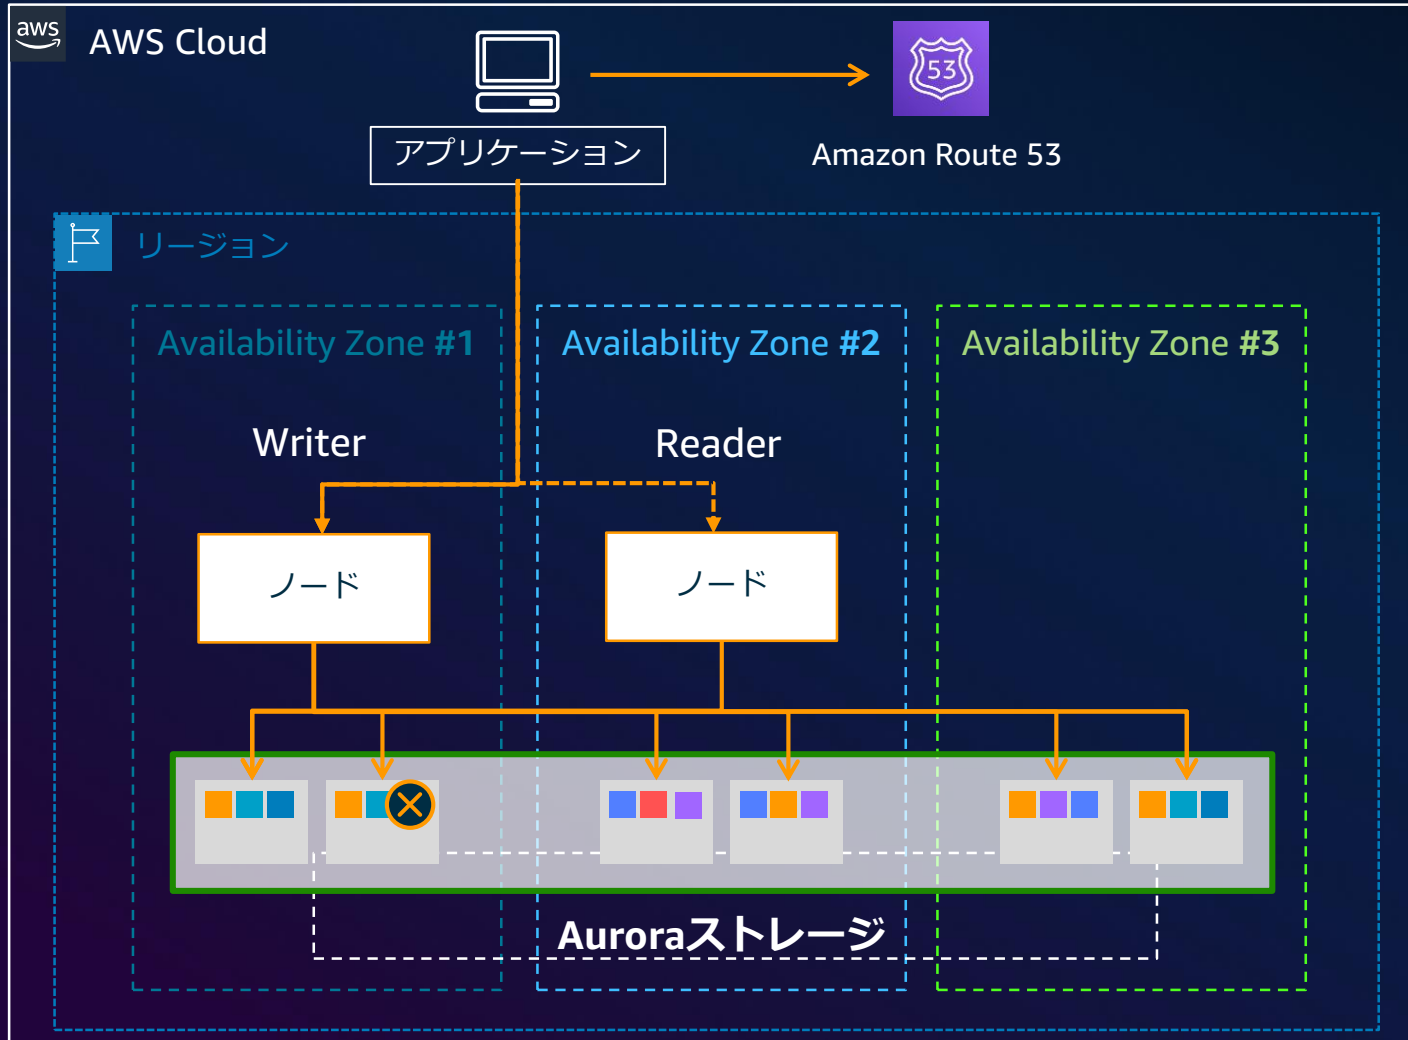 aws
AWS Cloud
53
アプリケーション
Amazon Route 53
リージョン
Availability Zone #1
Availability Zone #2
Availability Zone #3
Writer
Reader
ノード
ノード
Auroraストレージ